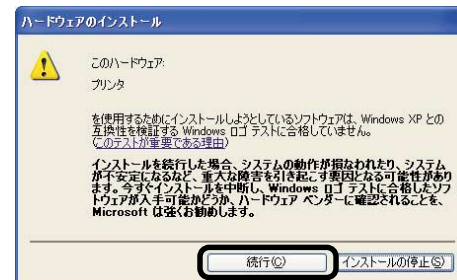 ハードウェアのインストール
このハードウェア:
プリンタ
を使用するためにインストールしようとしているソフトウェアは、Windows XP との
互換性を検証する Windows ロゴ テストに合格していません。
(このテストが重要である理由)
インストールを続行した場合、システムの動作が損なわれたり、システム
が不安定になるなど、重大な障害を引き起こす要因となる可能性があり
ます。今すぐインストールを中断し、Windows ロゴ テストに合格したソフ
トウェアが入手可能かどうか、ハードウェア ベンダーに確認されることを、
Microsoft は強くお勧めします。
続行(C)
インストールの停止(S)